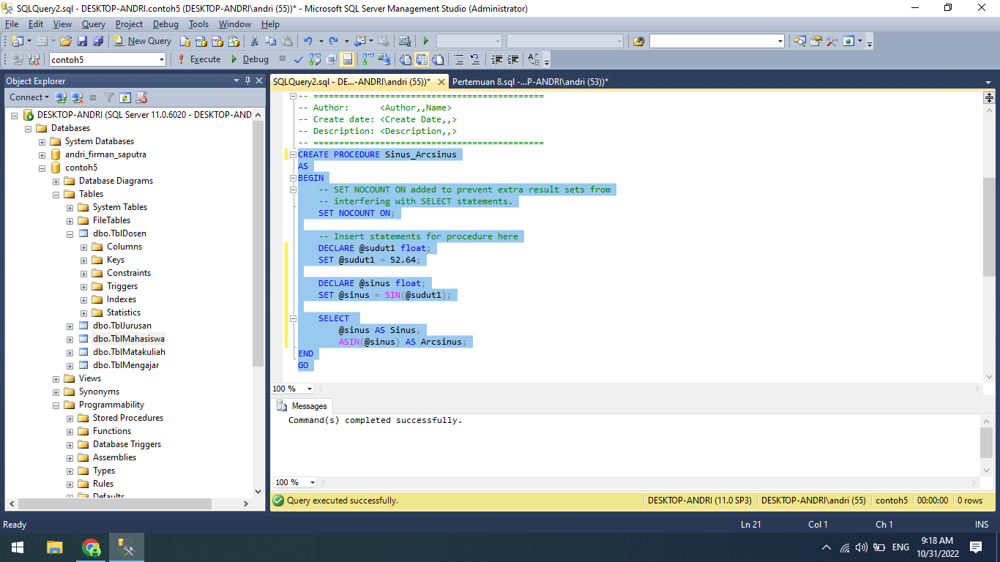 SQLQuery2.sql - DESKTOP-ANDRI.contoh5 (DESKTOP-ANDRI\andri (55))* - Microsoft SQL Server Management Studio (Administrator)
File Edit View Query Project Debug Tools Window Help
New Query
contoh5 Execute Debug
Object Explorer
Connect
DESKTOP-ANDRI (SQL Server 11.0.6020 - DESKTOP-AND
Databases
System Databases
andri_firman_saputra
contoh5
Database Diagrams
Tables
System Tables
FileTables
dbo.TblDosen
Columns
Keys
Constraints
Triggers
Indexes
Statistics
dbo.TblJurusan
dbo.TblMahasiswa
dbo.TblMatakuliah
dbo.TblMengajar
Views
Synonyms
Programmability
Stored Procedures
Functions
Database Triggers
Assemblies
Types
Rules
Defaults
SQLQuery2.sql - DE...-ANDRI\andri (55))* Pertemuan 8.sql -...P-ANDRI\andri (53))*
-- =============================================
-- Author: <Author,,Name>
-- Create date: <Create Date,,>
-- Description: <Description,,>
-- =============================================
CREATE PROCEDURE Sinus_Arcsinus
AS
BEGIN
-- SET NOCOUNT ON added to prevent extra result sets from
-- interfering with SELECT statements.
SET NOCOUNT ON;
-- Insert statements for procedure here
DECLARE @sudut1 float;
SET @sudut1 = 52.64;
DECLARE @sinus float;
SET @sinus = SIN(@sudut1);
SELECT
@sinus AS Sinus,
ASIN(@sinus) AS Arcsinus;
END
GO
100 %
Messages
Command(s) completed successfully.
100 %
Query executed successfully. DESKTOP-ANDRI (11.0 SP3) DESKTOP-ANDRI\andri (55) contoh5 00:00:00 0 rows
Ready Ln 21 Col 1 Ch 1 INS
ENG
9:18 AM
10/31/2022